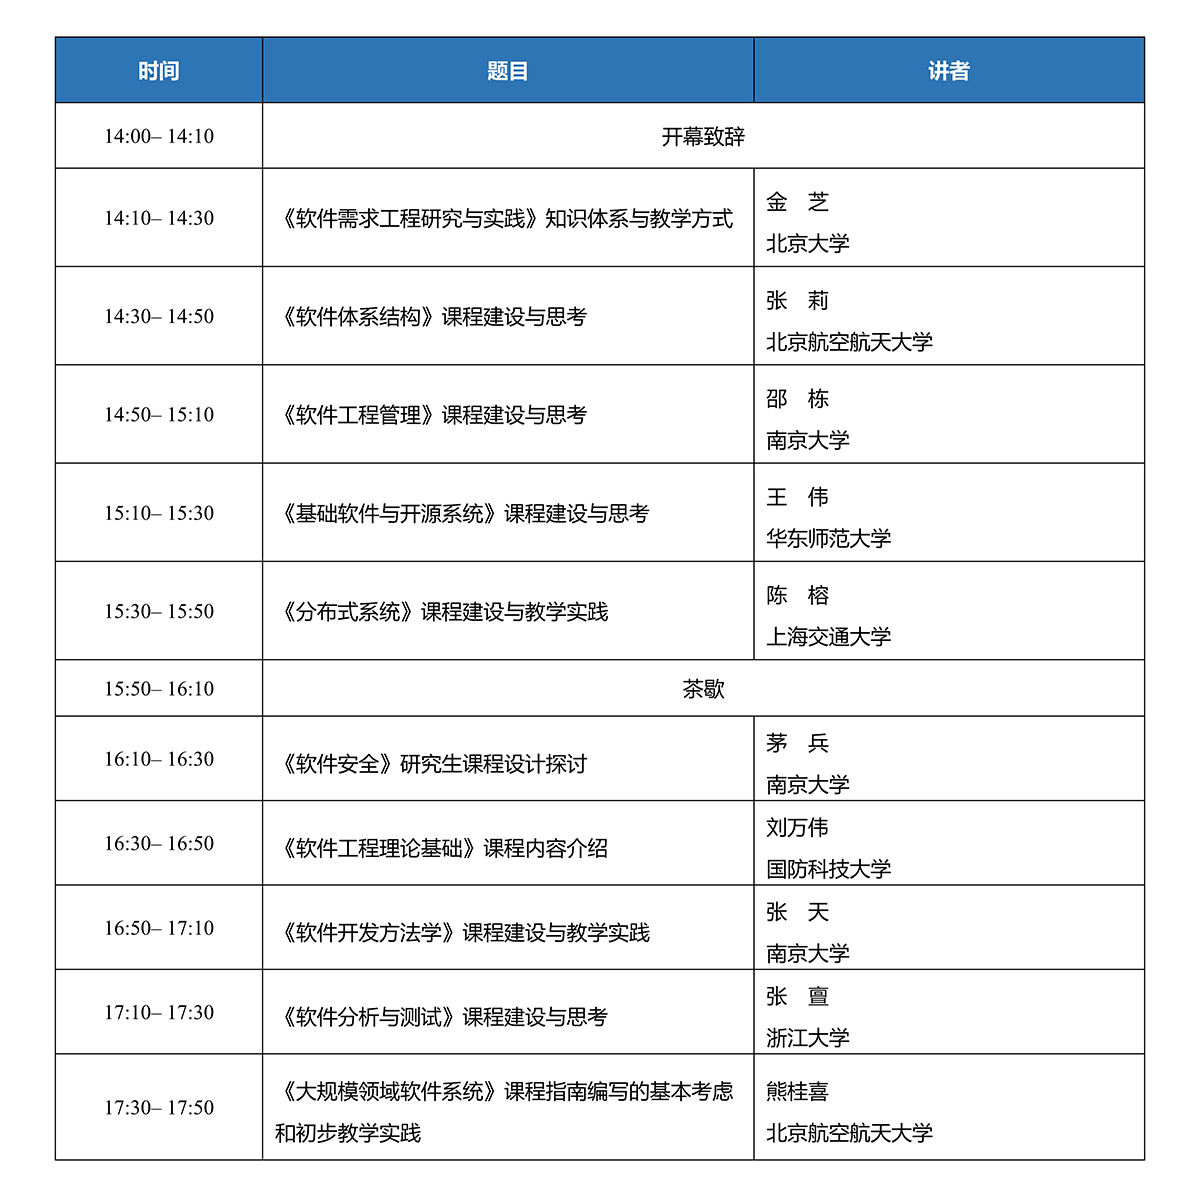 时间 题目 讲者
14:00– 14:10 开幕致辞
14:10– 14:30 《软件需求工程研究与实践》知识体系与教学方式 金 芝
北京大学
14:30– 14:50 《软件体系结构》课程建设与思考 张 莉
北京航空航天大学
14:50– 15:10 《软件工程管理》课程建设与思考 邵 栋
南京大学
15:10– 15:30 《基础软件与开源系统》课程建设与思考 王 伟
华东师范大学
15:30– 15:50 《分布式系统》课程建设与教学实践 陈 榕
上海交通大学
15:50– 16:10 茶歇
16:10– 16:30 《软件安全》研究生课程设计探讨 茅 兵
南京大学
16:30– 16:50 《软件工程理论基础》课程内容介绍 刘万伟
国防科技大学
16:50– 17:10 《软件开发方法学》课程建设与教学实践 张 天
南京大学
17:10– 17:30 《软件分析与测试》课程建设与思考 张 亶
浙江大学
17:30– 17:50 《大规模领域软件系统》课程指南编写的基本考虑
和初步教学实践 熊桂喜
北京航空航天大学